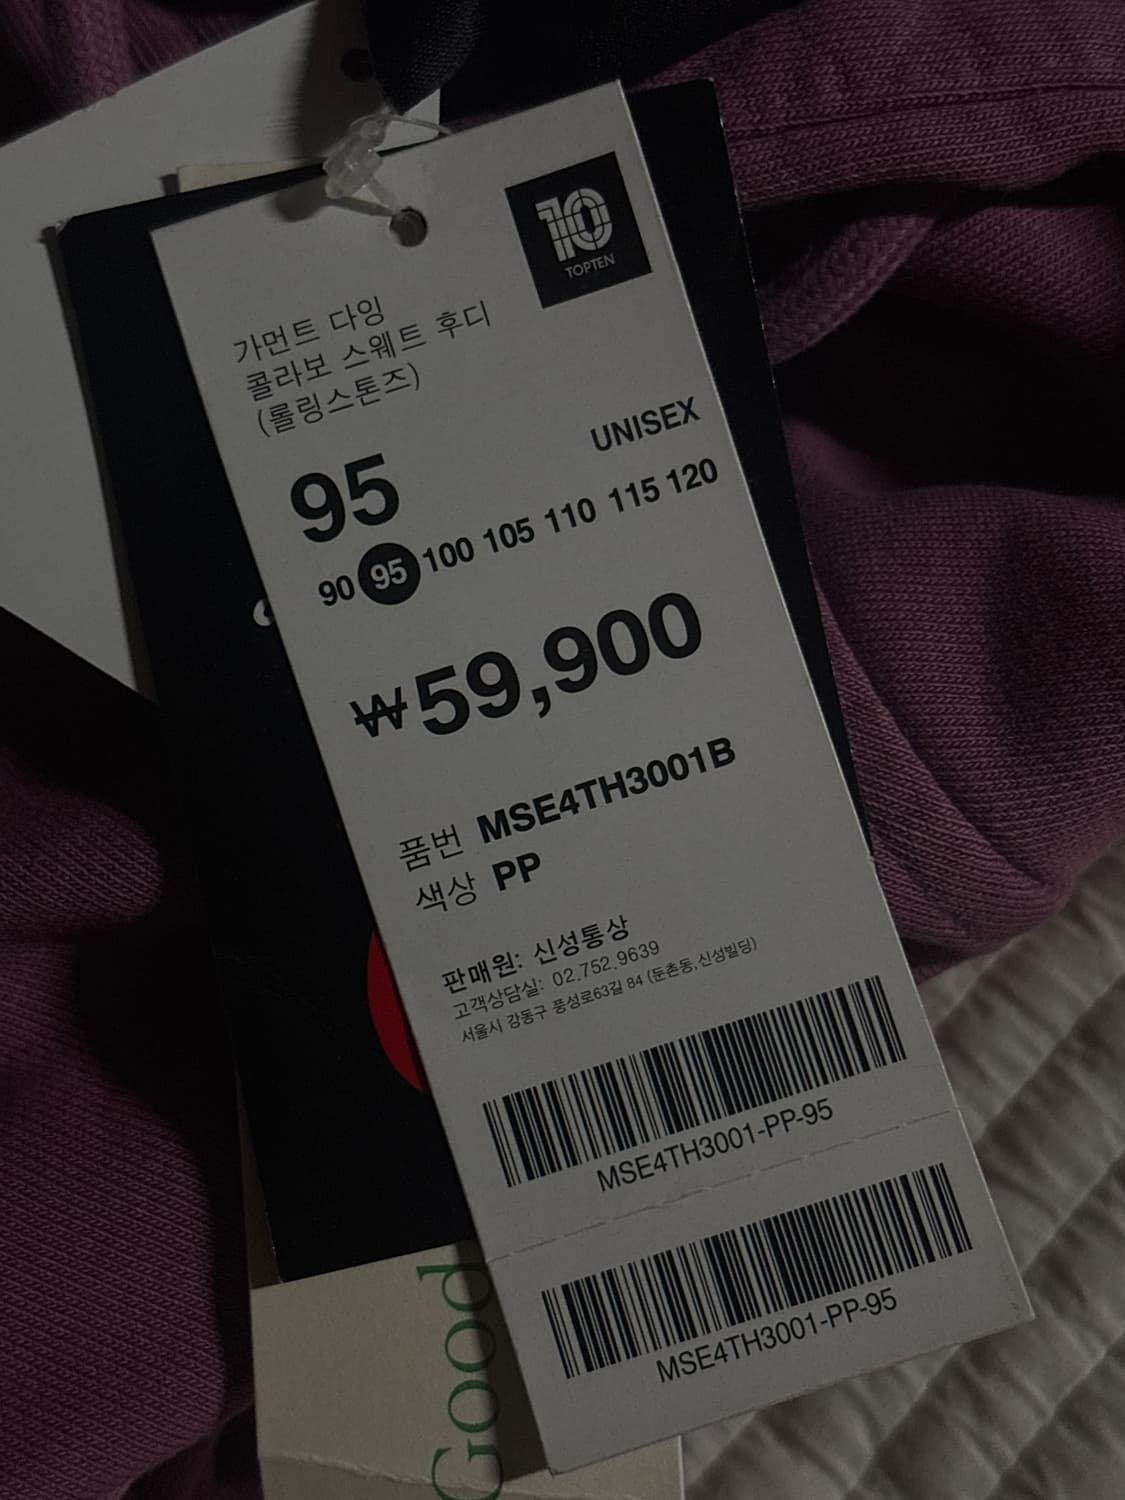 10
TOPTEN
가먼트 다잉
콜라보 스웨트 후디
(롤링스톤즈)
UNISEX
95
90 95 100 105 110 115 120
₩59,900
품번 MSE4TH3001B
색상 PP
판매원: 신성통상
고객상담실: 02.752.9639
서울시 강동구 풍성로63길 84 (둔촌동,신성빌딩)
MSE4TH3001-PP-95
MSE4TH3001-PP-95
Good